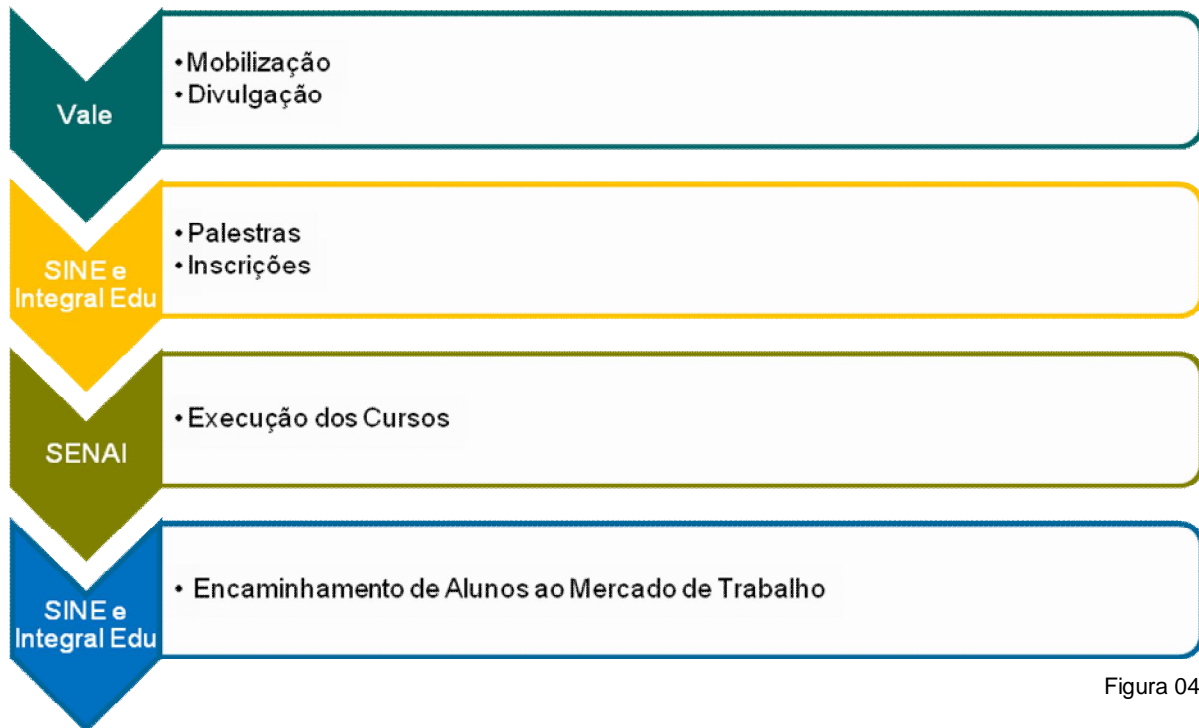 Vale
• Mobilização
• Divulgação
SINE e
Integral Edu
• Palestras
• Inscrições
SENAI
• Execução dos Cursos
SINE e
Integral Edu
• Encaminhamento de Alunos ao Mercado de Trabalho
Figura 04